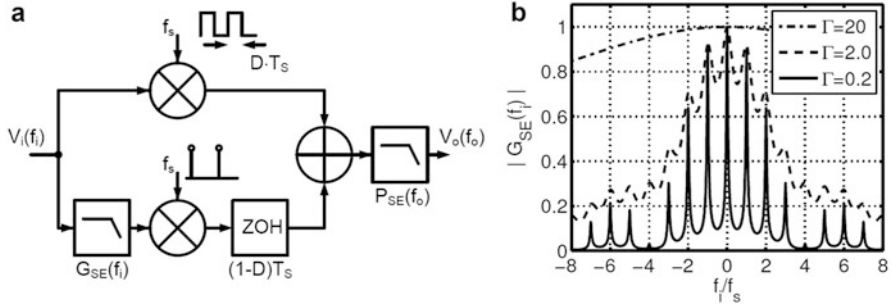 a
f_s
D·T_S
V_i(f_i)
V_o(f_o)
P_SE(f_o)
f_s
ZOH
G_SE(f_i)
(1-D)T_S
b
| G_SE(f_i) |
1
0.8
0.6
0.4
0.2
0
-8 -6 -4 -2 0 2 4 6 8
f_i/f_s
Γ=20
Γ=2.0
Γ=0.2